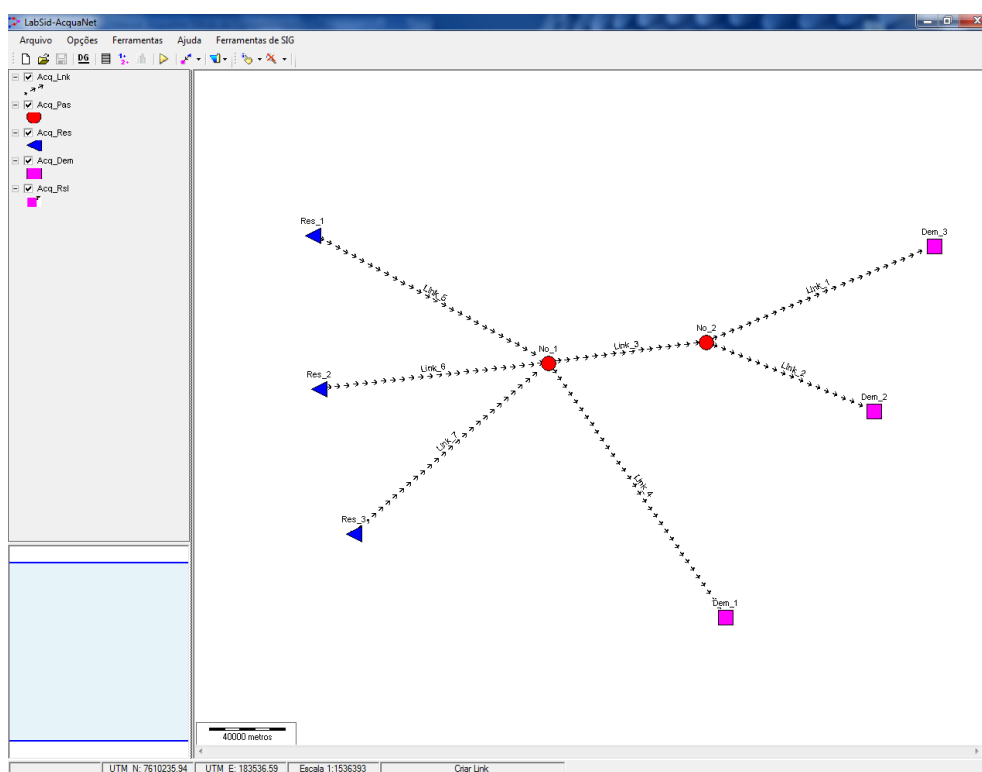 LabSid-AcquaNet
Arquivo Opções Ferramentas Ajuda Ferramentas de SIG
DG
Acq_Lnk
Acq_Pas
Acq_Res
Acq_Dem
Acq_Rsl
Res_1
Dem_3
Link_1
Link_5
No_2
No_1
Link_3
Link_6
Res_2
Link_2
Dem_2
Link_7
Link_4
Res_3
Dem_1
40000 metros
UTM_N: 7610235.94 UTM_E: 183536.59 Escala 1:1536393 Criar Link